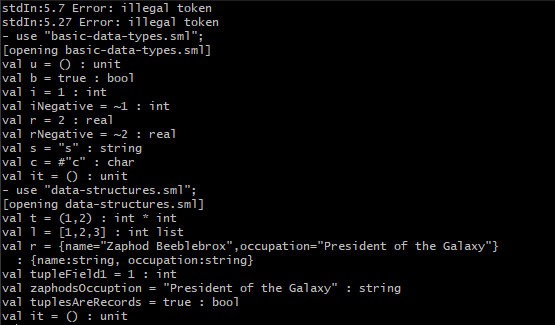 stdIn:5.7 Error: illegal token
stdIn:5.27 Error: illegal token
- use "basic-data-types.sml";
[opening basic-data-types.sml]
val u = () : unit
val b = true : bool
val i = 1 : int
val iNegative = ~1 : int
val r = 2 : real
val rNegative = ~2 : real
val s = "s" : string
val c = #"c" : char
val it = () : unit
- use "data-structures.sml";
[opening data-structures.sml]
val t = (1,2) : int * int
val l = [1,2,3] : int list
val r = {name="Zaphod Beeblebrox",occupation="President of the Galaxy"}
  : {name:string, occupation:string}
val tupleField1 = 1 : int
val zaphodsOccuption = "President of the Galaxy" : string
val tuplesAreRecords = true : bool
val it = () : unit